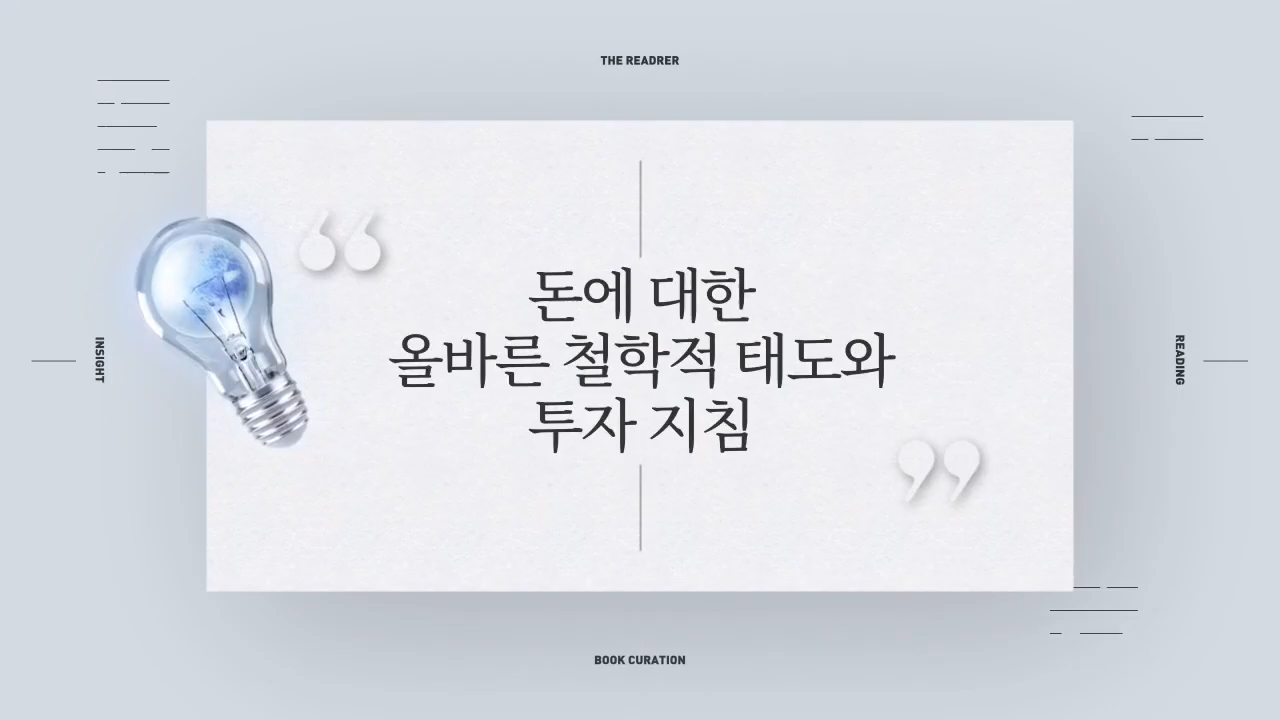 THE READRER
돈에 대한
올바른 철학적 태도와
투자 지침
INSIGHT
READING
BOOK CURATION